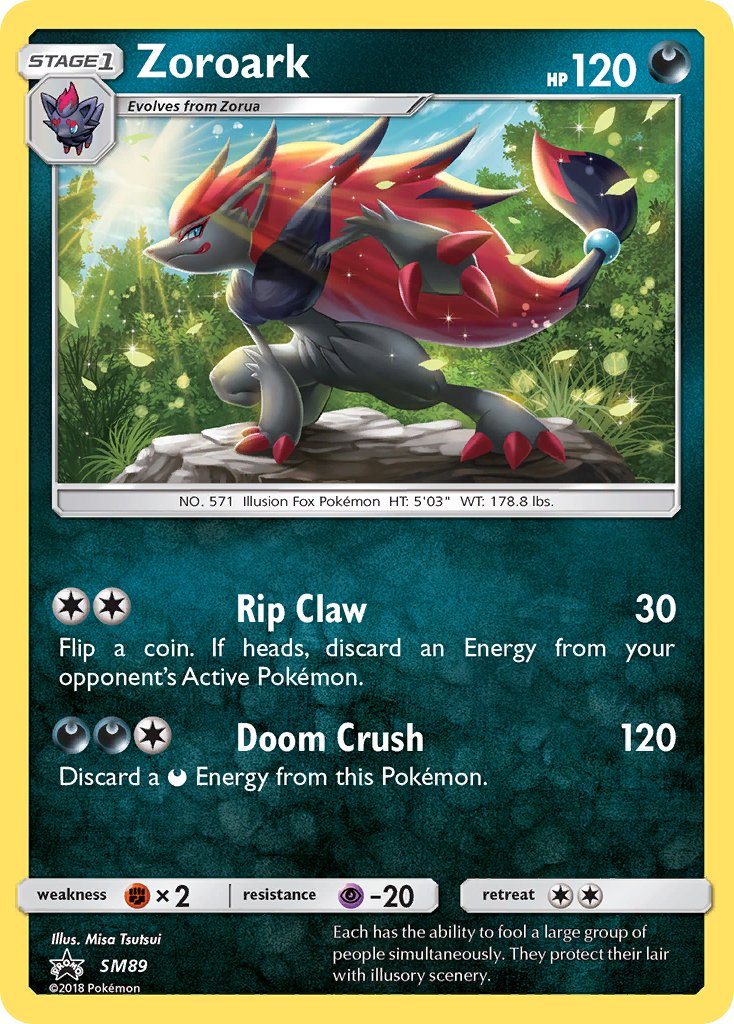 STAGE1
Zoroark
HP120
Evolves from Zorua
NO. 571 Illusion Fox Pokémon HT: 5'03" WT: 178.8 lbs.
Rip Claw 30
Flip a coin. If heads, discard an Energy from your
opponent's Active Pokémon.
Doom Crush 120
Discard a Energy from this Pokémon.
weakness ×2 resistance -20 retreat
Illus. Misa Tsutsui
PROMO SM89
©2018 Pokémon
Each has the ability to fool a large group of
people simultaneously. They protect their lair
with illusory scenery.